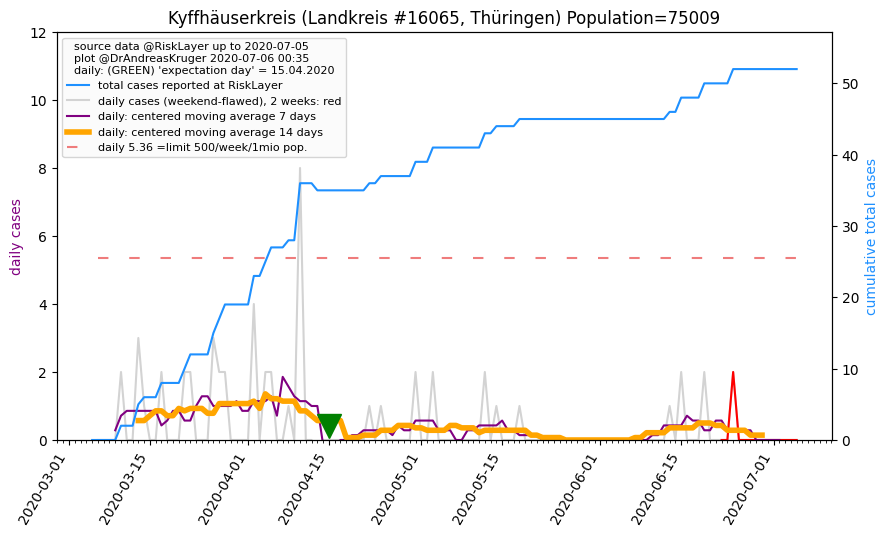 Kyffhäuserkreis (Landkreis #16065, Thüringen) Population=75009
source data @RiskLayer up to 2020-07-05
plot @DrAndreasKruger 2020-07-06 00:35
daily: (GREEN) 'expectation day' = 15.04.2020
total cases reported at RiskLayer
daily cases (weekend-flawed), 2 weeks: red
daily: centered moving average 7 days
daily: centered moving average 14 days
daily 5.36 =limit 500/week/1mio pop.
daily cases
12
10
8
6
4
2
0
cumulative total cases
50
40
30
20
10
0
2020-03-01
2020-03-15
2020-04-01
2020-04-15
2020-05-01
2020-05-15
2020-06-01
2020-06-15
2020-07-01